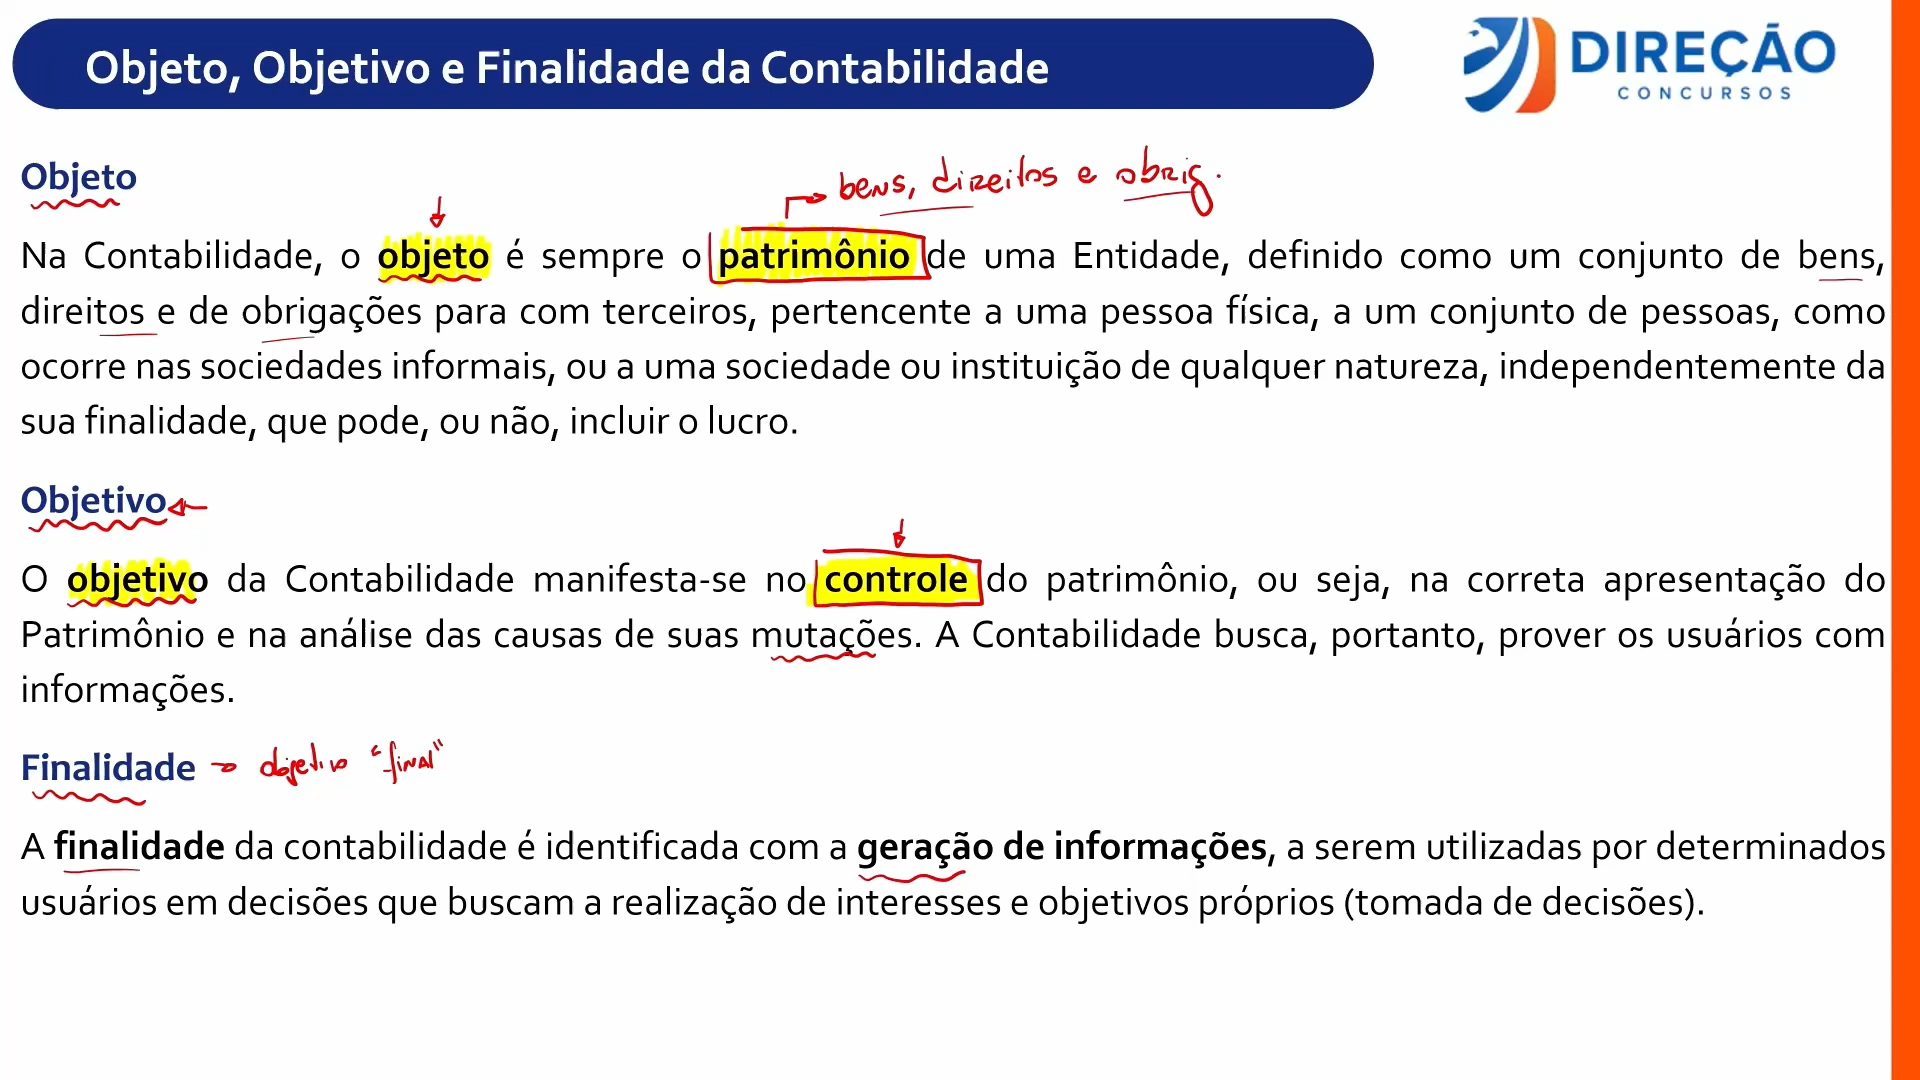 Objeto, Objetivo e Finalidade da Contabilidade
DIREÇÃO
CONCURSOS
Objeto
bens, direitos e obrig.
Na Contabilidade, o objeto é sempre o patrimônio de uma Entidade, definido como um conjunto de bens,
direitos e de obrigações para com terceiros, pertencente a uma pessoa física, a um conjunto de pessoas, como
ocorre nas sociedades informais, ou a uma sociedade ou instituição de qualquer natureza, independentemente da
sua finalidade, que pode, ou não, incluir o lucro.
Objetivo
O objetivo da Contabilidade manifesta-se no controle do patrimônio, ou seja, na correta apresentação do
Patrimônio e na análise das causas de suas mutações. A Contabilidade busca, portanto, prover os usuários com
informações.
Finalidade objetivo "final"
A finalidade da contabilidade é identificada com a geração de informações, a serem utilizadas por determinados
usuários em decisões que buscam a realização de interesses e objetivos próprios (tomada de decisões).